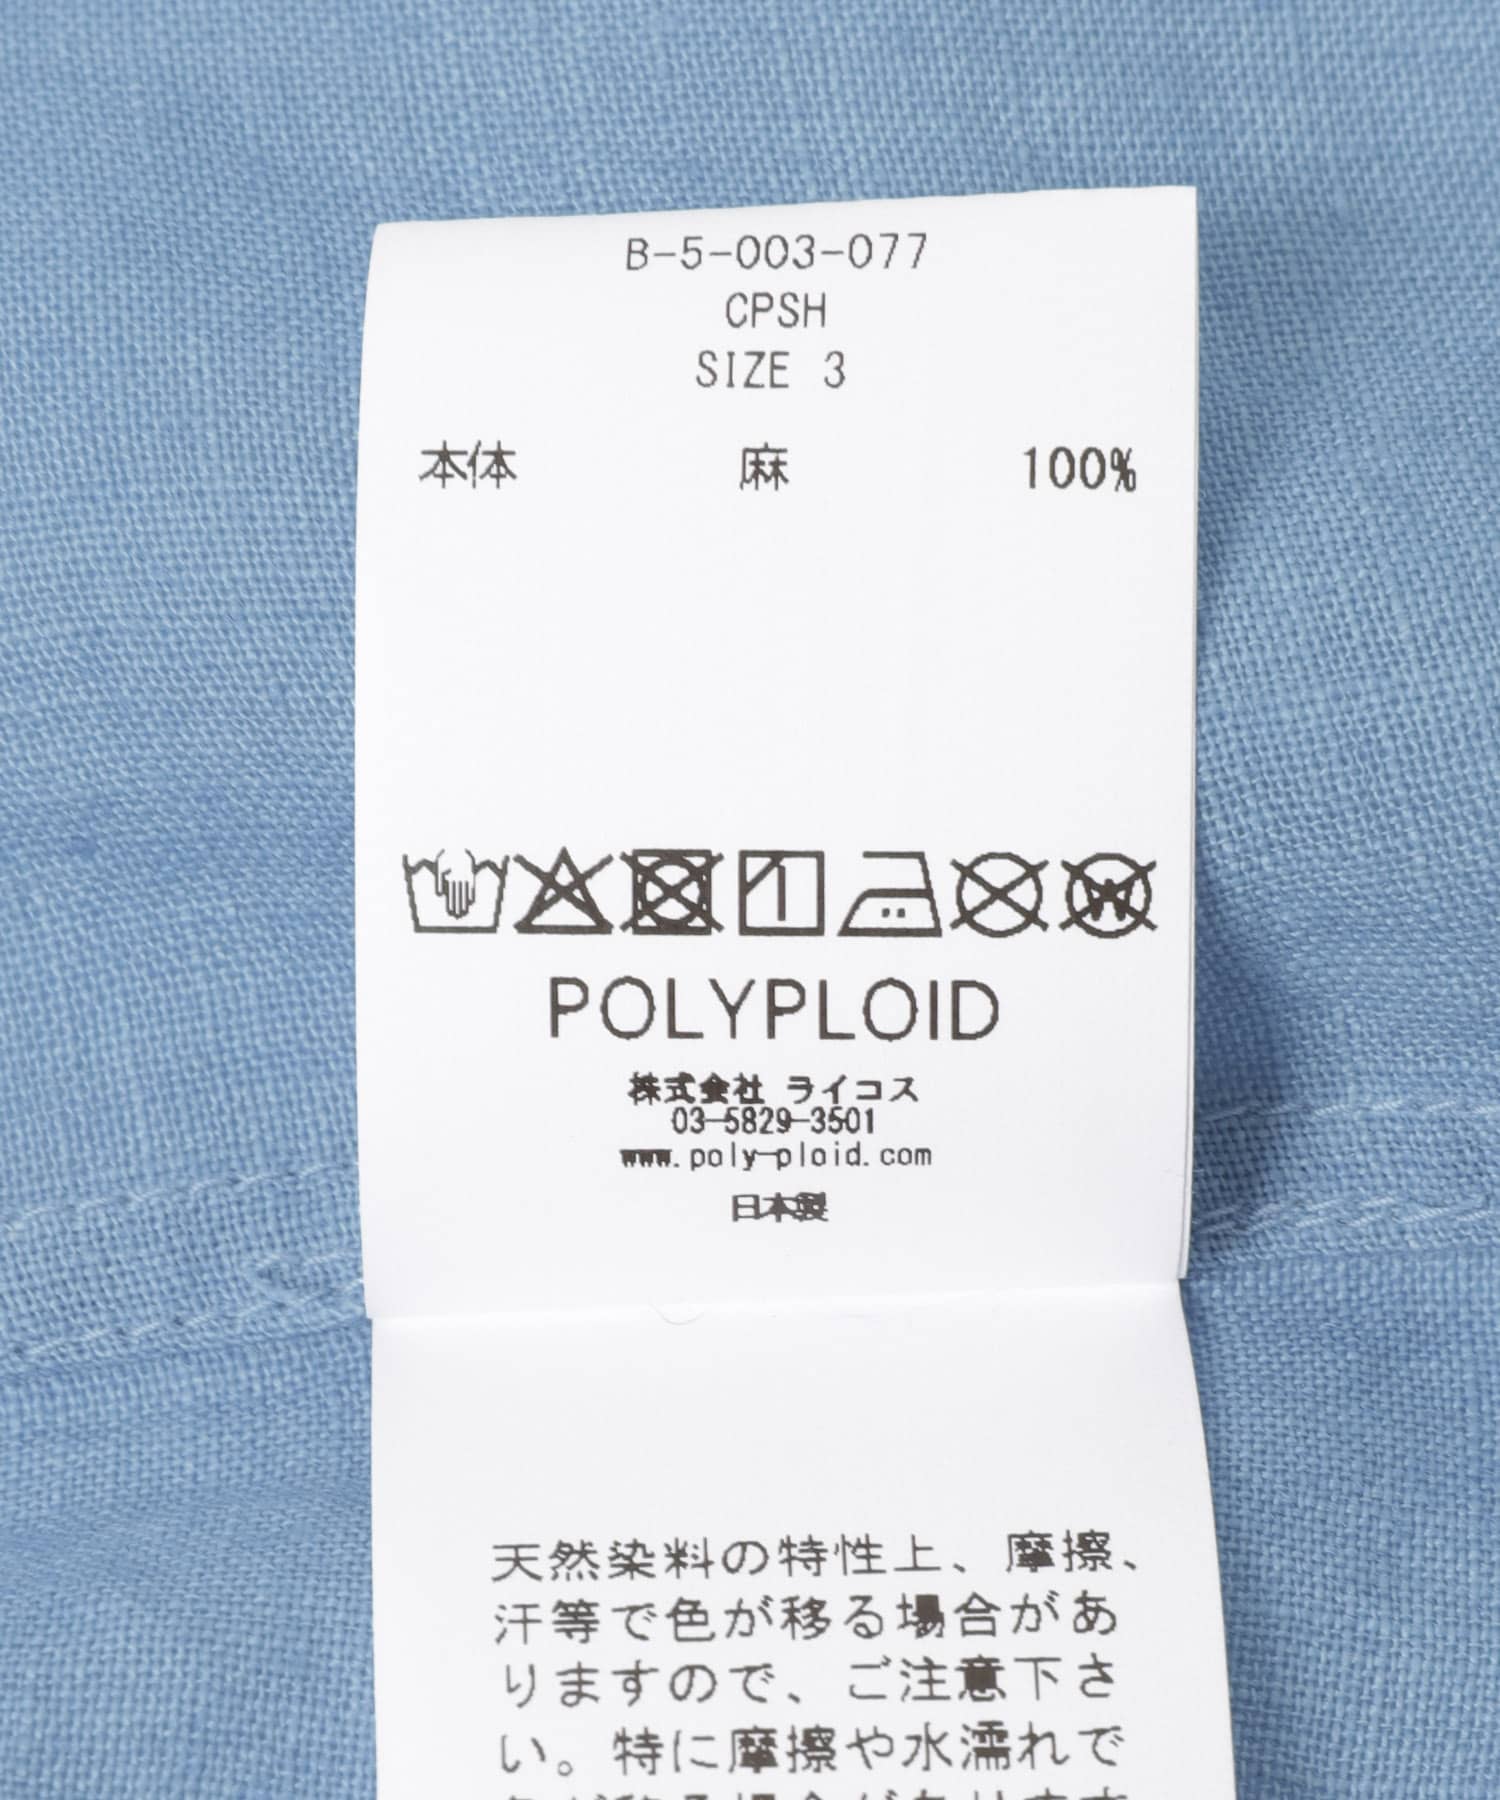 B-5-003-077
CPSH
SIZE 3
本体 麻 100%
POLYPLOID
株式会社 ライコス
03-5829-3501
www.poly-ploid.com
日本製
天然染料の特性上、摩擦、
汗等で色が移る場合があ
りますので、ご注意下さ
い。特に摩擦や水濡れで